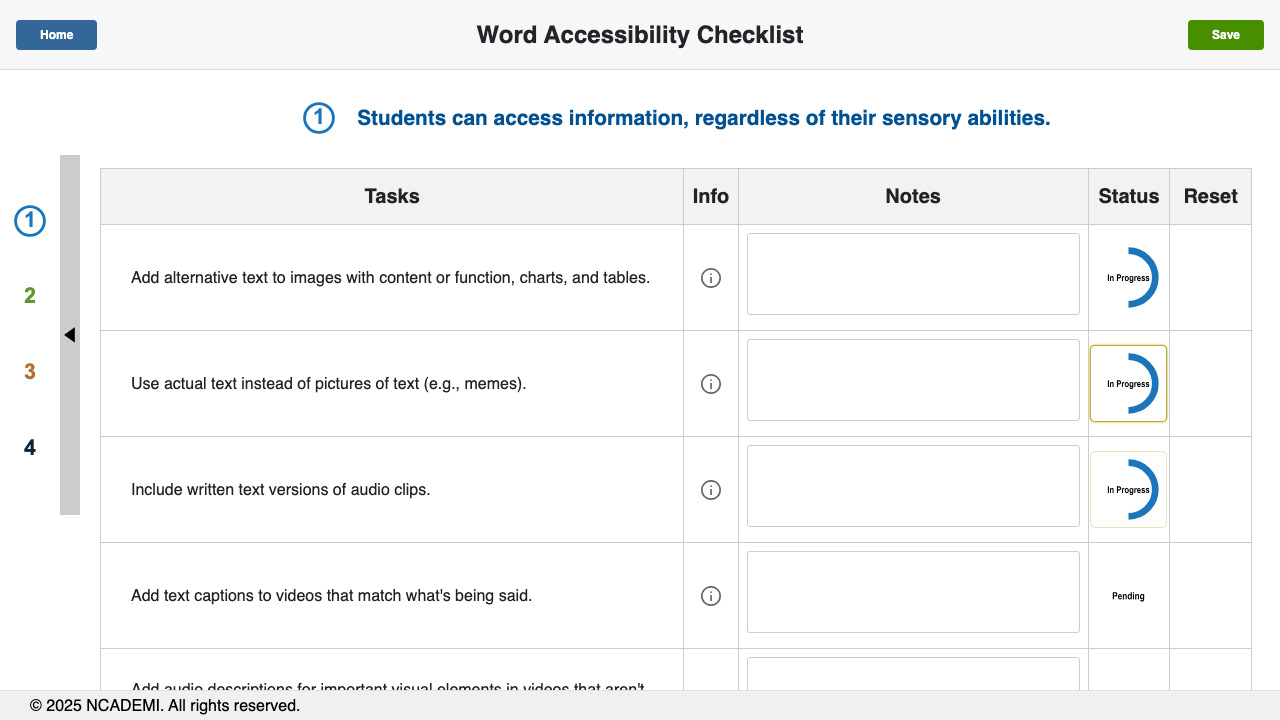 Home
Word Accessibility Checklist
Save
1
Students can access information, regardless of their sensory abilities.
1
2
3
4
Tasks
Info
Notes
Status
Reset
Add alternative text to images with content or function, charts, and tables.
In Progress
Use actual text instead of pictures of text (e.g., memes).
In Progress
Include written text versions of audio clips.
In Progress
Add text captions to videos that match what's being said.
Pending
Add audio descriptions for important visual elements in videos that aren't
© 2025 NCADEMI. All rights reserved.